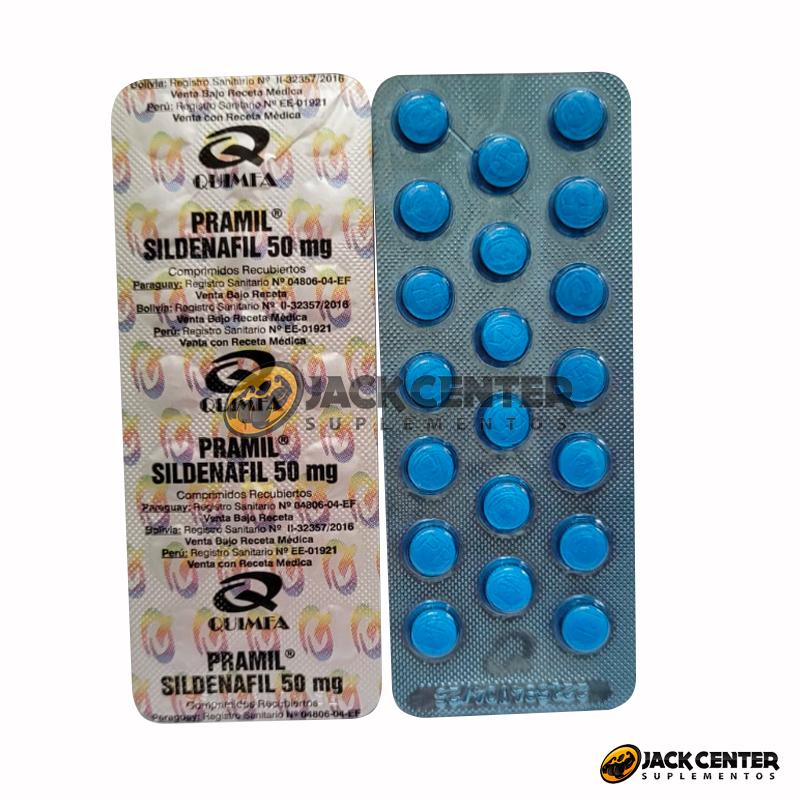 Bolivia: Registro Sanitario Nº II-32357/2016
Venta Bajo Receta Médica
Perú: Registro Sanitario Nº EE-01921
Venta con Receta Médica
QUIMFA
PRAMIL®
SILDENAFIL 50 mg
Comprimidos Recubiertos
Paraguay: Registro Sanitario Nº 04806-04-EF
Venta Bajo Receta
Bolivia: Registro Sanitario Nº II-32357/2016
Venta Bajo Receta Médica
Perú: Registro Sanitario Nº EE-01921
Venta con Receta Médica
QUIMFA
JACK CENTER
SUPLEMENTOS
PRAMIL®
SILDENAFIL 50 mg
Comprimidos Recubiertos
Paraguay: Registro Sanitario Nº 04806-04-EF
Venta Bajo Receta
Bolivia: Registro Sanitario Nº II-32357/2016
Venta Bajo Receta Médica
Perú: Registro Sanitario Nº EE-01921
Venta con Receta Médica
QUIMFA
PRAMIL®
SILDENAFIL 50 mg
Comprimidos Recubiertos
Paraguay: Registro Sanitario Nº 04806-04-EF
JACK CENTER
SUPLEMENTOS